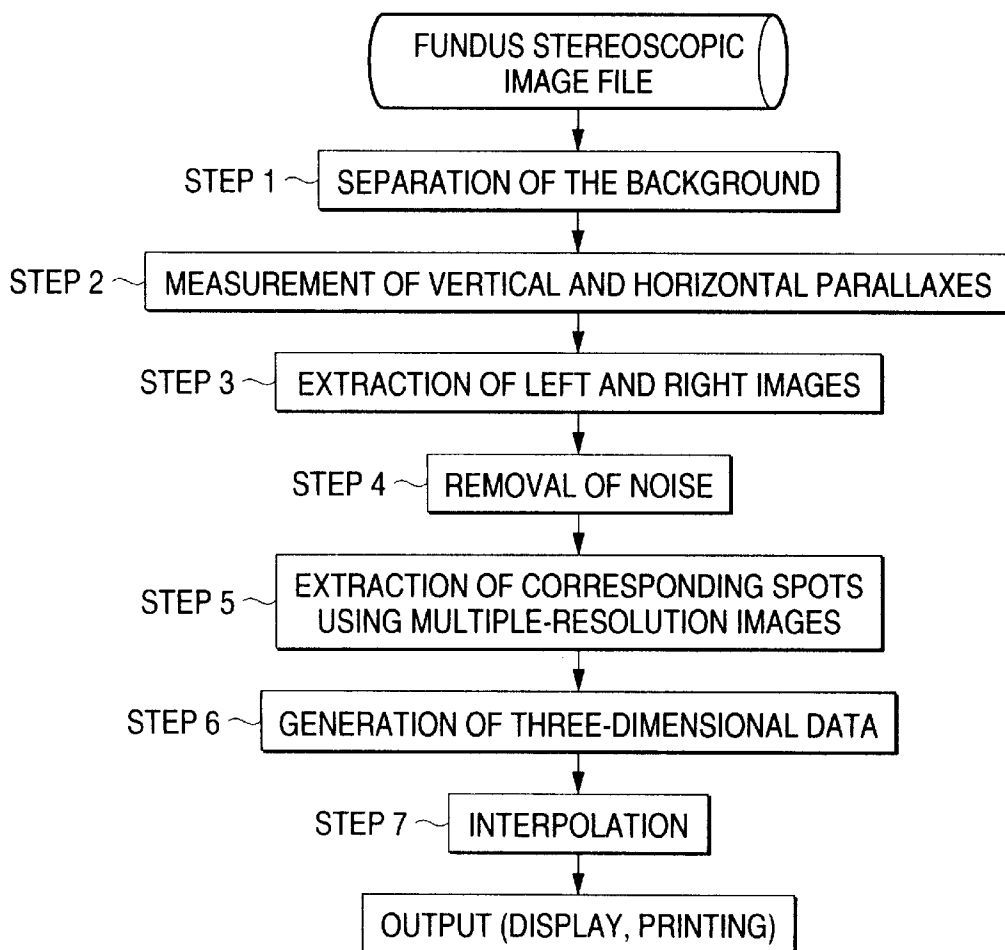 FUNDUS STEREOSCOPIC
IMAGE FILE
STEP 1
SEPARATION OF THE BACKGROUND
STEP 2
MEASUREMENT OF VERTICAL AND HORIZONTAL PARALLAXES
STEP 3
EXTRACTION OF LEFT AND RIGHT IMAGES
STEP 4
REMOVAL OF NOISE
STEP 5
EXTRACTION OF CORRESPONDING SPOTS
USING MULTIPLE-RESOLUTION IMAGES
STEP 6
GENERATION OF THREE-DIMENSIONAL DATA
STEP 7
INTERPOLATION
OUTPUT (DISPLAY, PRINTING)